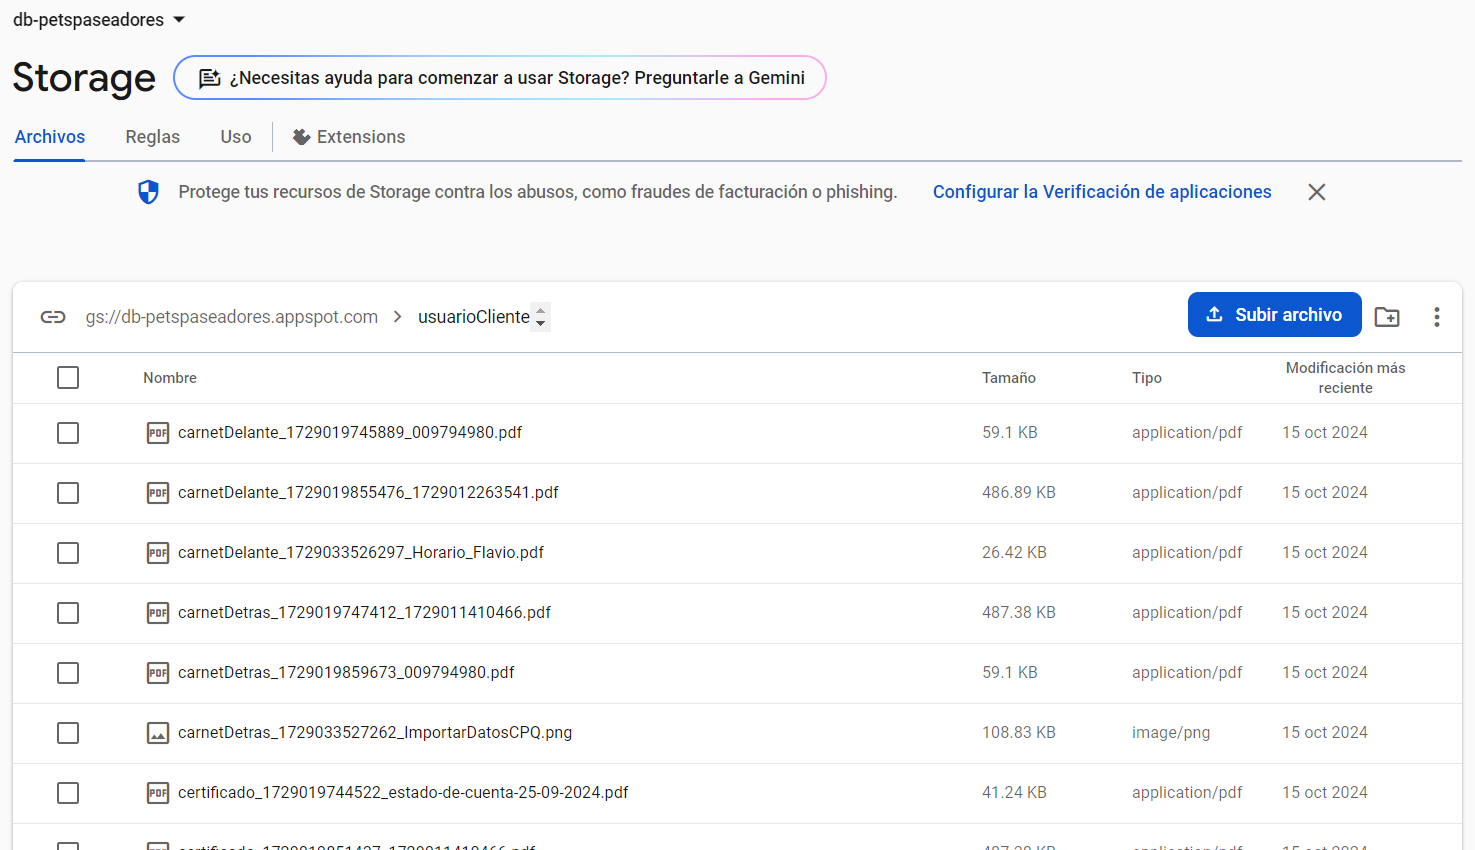 db-petspaseadores
Storage
¿Necesitas ayuda para comenzar a usar Storage? Preguntarle a Gemini
Archivos Reglas Uso Extensions
Protege tus recursos de Storage contra los abusos, como fraudes de facturación o phishing. Configurar la Verificación de aplicaciones
gs://db-petspaseadores.appspot.com > usuarioCliente Subir archivo
Nombre Tamaño Tipo Modificación más reciente
PDF carnetDelante_1729019745889_009794980.pdf 59.1 KB application/pdf 15 oct 2024
PDF carnetDelante_1729019855476_1729012263541.pdf 486.89 KB application/pdf 15 oct 2024
PDF carnetDelante_1729033526297_Horario_Flavio.pdf 26.42 KB application/pdf 15 oct 2024
PDF carnetDetras_1729019747412_1729011410466.pdf 487.38 KB application/pdf 15 oct 2024
PDF carnetDetras_1729019859673_009794980.pdf 59.1 KB application/pdf 15 oct 2024
carnetDetras_1729033527262_ImportarDatosCPQ.png 108.83 KB image/png 15 oct 2024
PDF certificado_1729019744522_estado-de-cuenta-25-09-2024.pdf 41.24 KB application/pdf 15 oct 2024